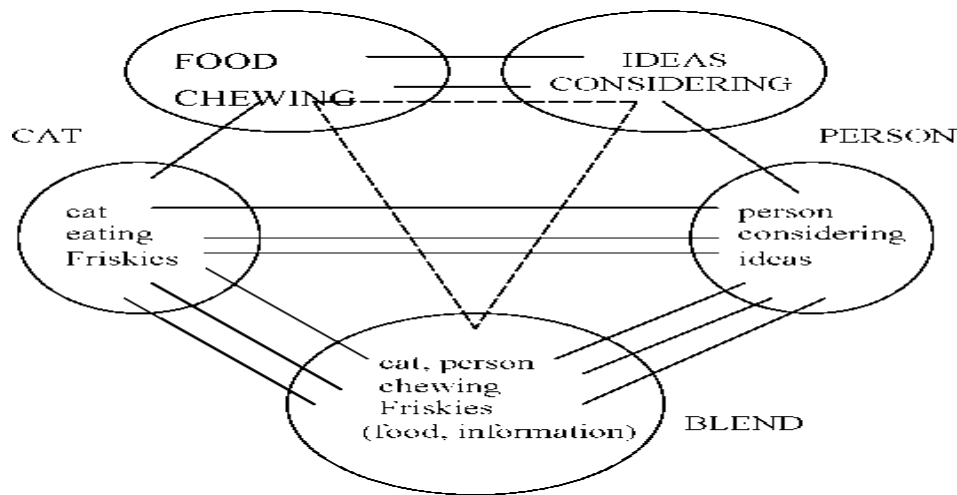 FOOD
CHEWING
IDEAS
CONSIDERING
CAT
PERSON
cat
eating
Friskies
person
considering
ideas
cat, person
chewing
Friskies
(food, information)
BLEND